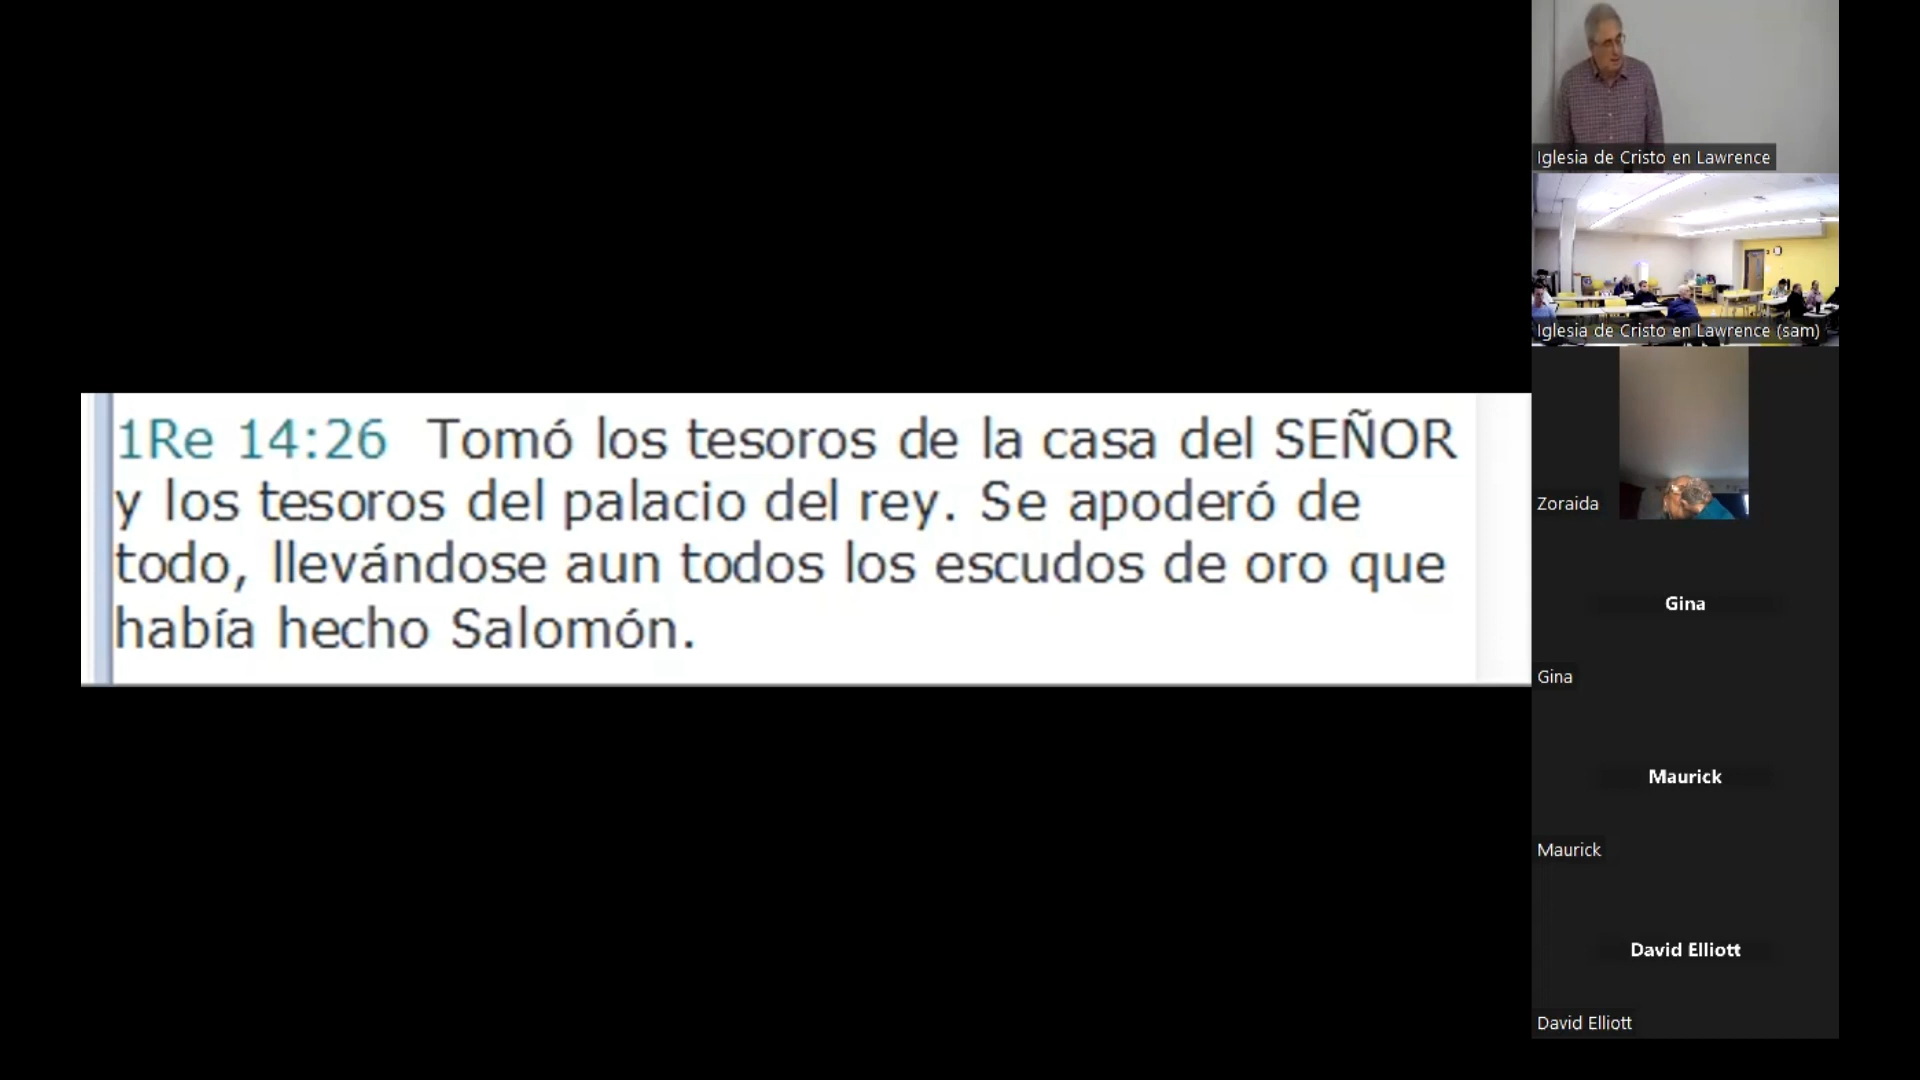 1Re 14:26 Tomó los tesoros de la casa del SEÑOR
y los tesoros del palacio del rey. Se apoderó de
todo, llevándose aun todos los escudos de oro que
había hecho Salomón.
Iglesia de Cristo en Lawrence
Iglesia de Cristo en Lawrence (sam)
Zoraida
Gina
Gina
Maurick
Maurick
David Elliott
David Elliott